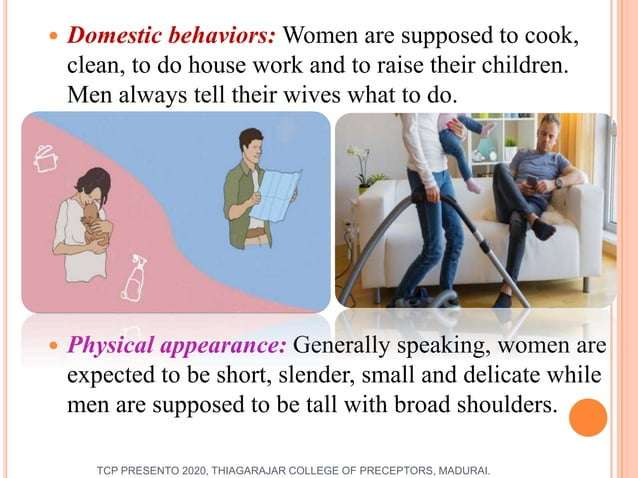 Domestic behaviors: Women are supposed to cook,
clean, to do house work and to raise their children.
Men always tell their wives what to do.
Physical appearance: Generally speaking, women are
expected to be short, slender, small and delicate while
men are supposed to be tall with broad shoulders.
TCP PRESENTO 2020, THIAGARAJAR COLLEGE OF PRECEPTORS, MADURAI.